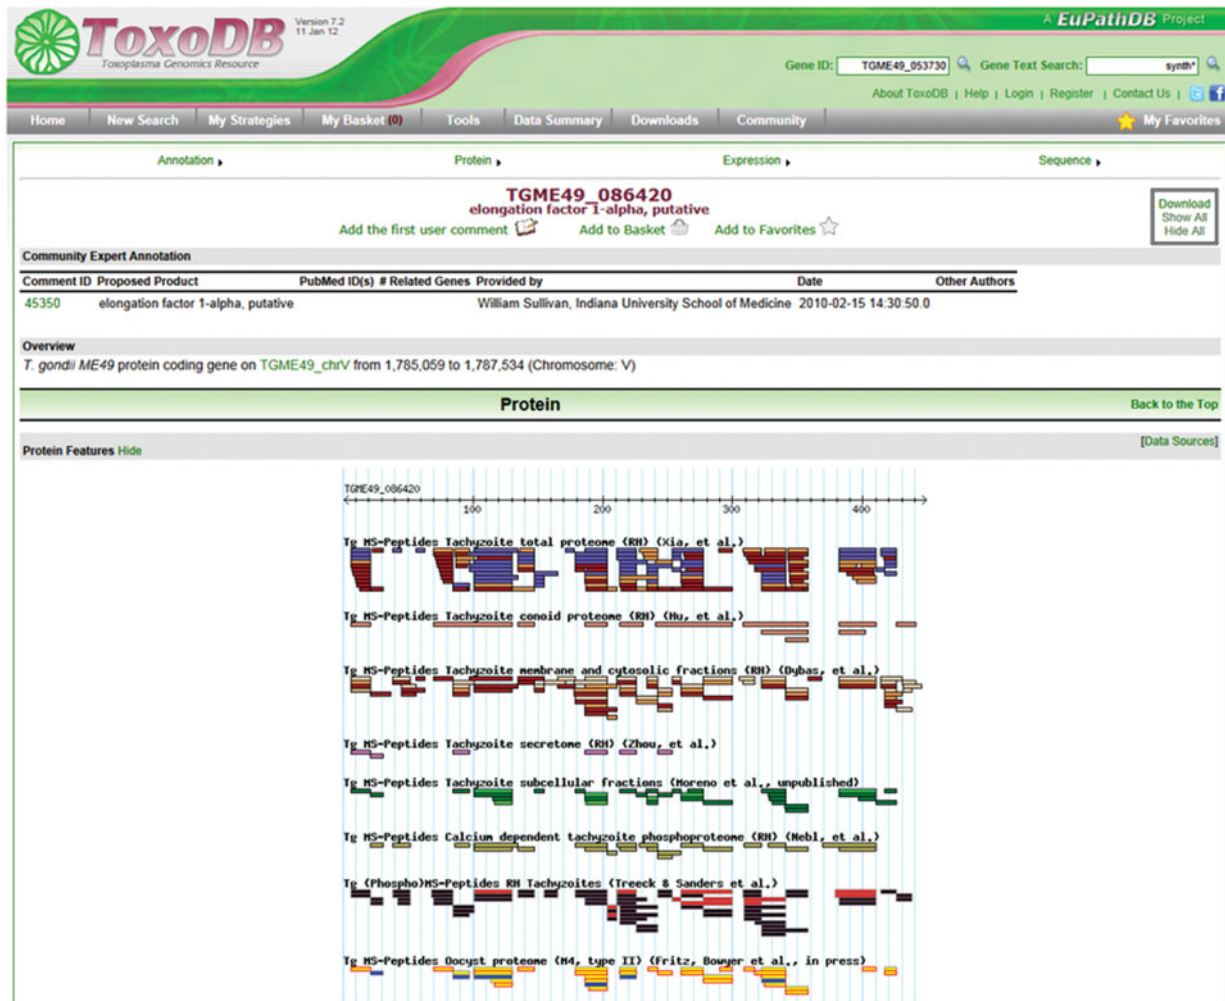 ToxoDB
Toxoplasma Genomics Resource
Version 7.2
11 Jan 12
A EuPathDB Project
Gene ID: TGME49_053730 Gene Text Search: synth*
About ToxoDB | Help | Login | Register | Contact Us |
Home New Search My Strategies My Basket (0) Tools Data Summary Downloads Community My Favorites
Annotation Protein Expression Sequence
TGME49_086420
elongation factor 1-alpha, putative
Add the first user comment Add to Basket Add to Favorites
Download
Show All
Hide All
Community Expert Annotation
Comment ID Proposed Product PubMed ID(s) # Related Genes Provided by Date Other Authors
45350 elongation factor 1-alpha, putative William Sullivan, Indiana University School of Medicine 2010-02-15 14:30:50.0
Overview
T. gondii ME49 protein coding gene on TGME49_chrV from 1,785,059 to 1,787,534 (Chromosome: V)
Protein Back to the Top
Protein Features Hide [Data Sources]
TGME49_086420
100 200 300 400
Tg MS-Peptides Tachyzoite total proteome (RH) (Xia, et al.)
Tg MS-Peptides Tachyzoite conoid proteome (RH) (Hu, et al.)
Tg MS-Peptides Tachyzoite membrane and cytosolic fractions (RH) (Dybas, et al.)
Tg MS-Peptides Tachyzoite secretome (RH) (Zhou, et al.)
Tg MS-Peptides Tachyzoite subcellular fractions (Moreno et al., unpublished)
Tg MS-Peptides Calcium dependent tachyzoite phosphoproteome (RH) (Nebl, et al.)
Tg (Phospho)MS-Peptides RH Tachyzoites (Treeck & Sanders et al.)
Tg MS-Peptides Oocyst proteome (M4, type II) (Fritz, Bowyer et al., in press)